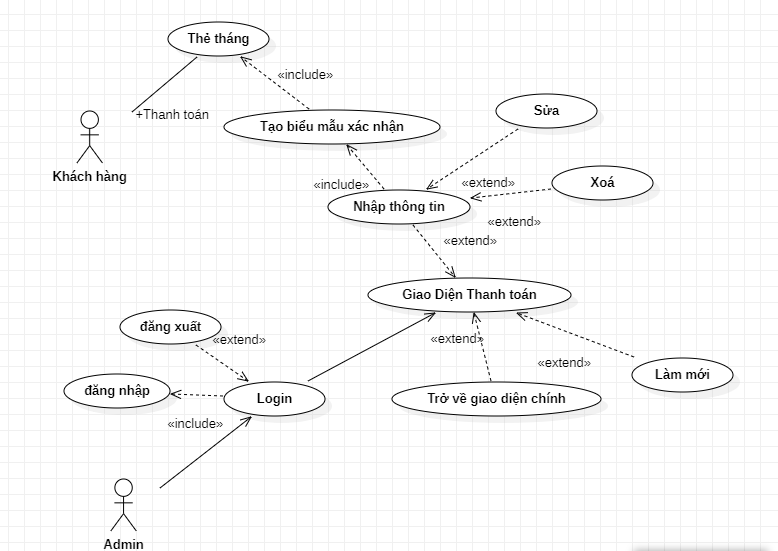 Thẻ tháng
«include»
+Thanh toán
Tạo biểu mẫu xác nhận
Sửa
Khách hàng
«include»
«extend»
Xoá
Nhập thông tin
«extend»
«extend»
Giao Diện Thanh toán
đăng xuất
«extend»
«extend»
«extend»
Làm mới
đăng nhập
Login
Trở về giao diện chính
«include»
Admin